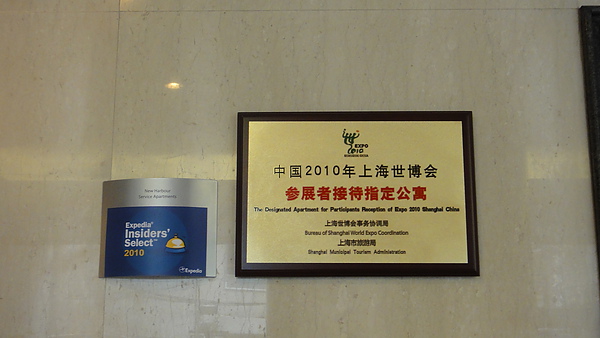 New Harbour
Service Apartments
Expedia®
Insiders'
Select™
2010
Expedia
EXPO
2010
SHANGHAI CHINA
中国2010年上海世博会
参展者接待指定公寓
The Designated Apartment for Participants Reception of Expo 2010 Shanghai China
上海世博会事务协调局
Bureau of Shanghai World Expo Coordination
上海市旅游局
Shanghai Municipal Tourism Administration